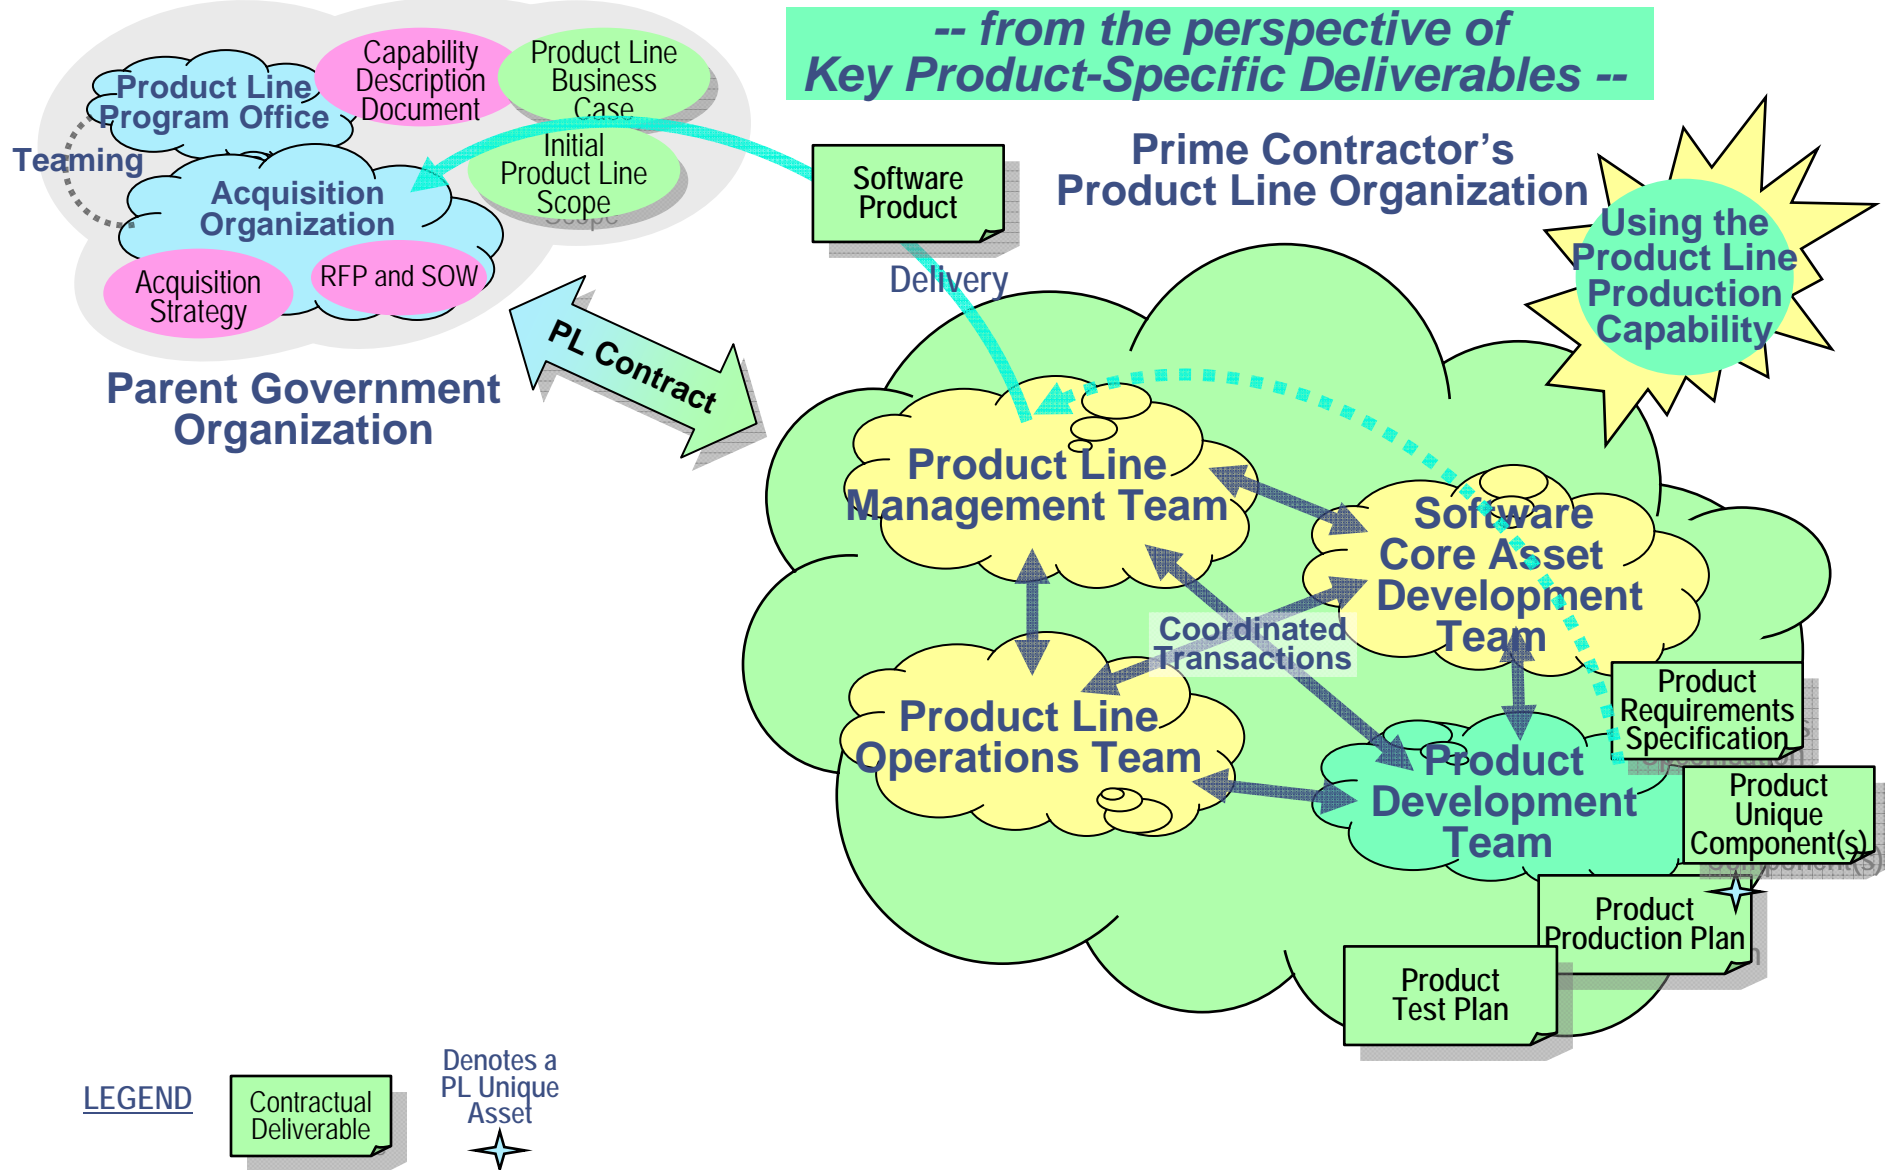 -- from the perspective of
Key Product-Specific Deliverables --
Product Line
Program Office
Capability
Description
Document
Product Line
Business
Case
Teaming
Initial
Product Line
Scope
Acquisition
Organization
Acquisition
Strategy
RFP and SOW
Parent Government
Organization
PL Contract
Software
Product
Delivery
Prime Contractor's
Product Line Organization
Using the
Product Line
Production
Capability
Product Line
Management Team
Software
Core Asset
Development
Team
Coordinated
Transactions
Product Line
Operations Team
Product
Development
Team
Product
Requirements
Specification
Product
Unique
Component(s)
Product
Production Plan
Product
Test Plan
LEGEND
Contractual
Deliverable
Denotes a
PL Unique
Asset